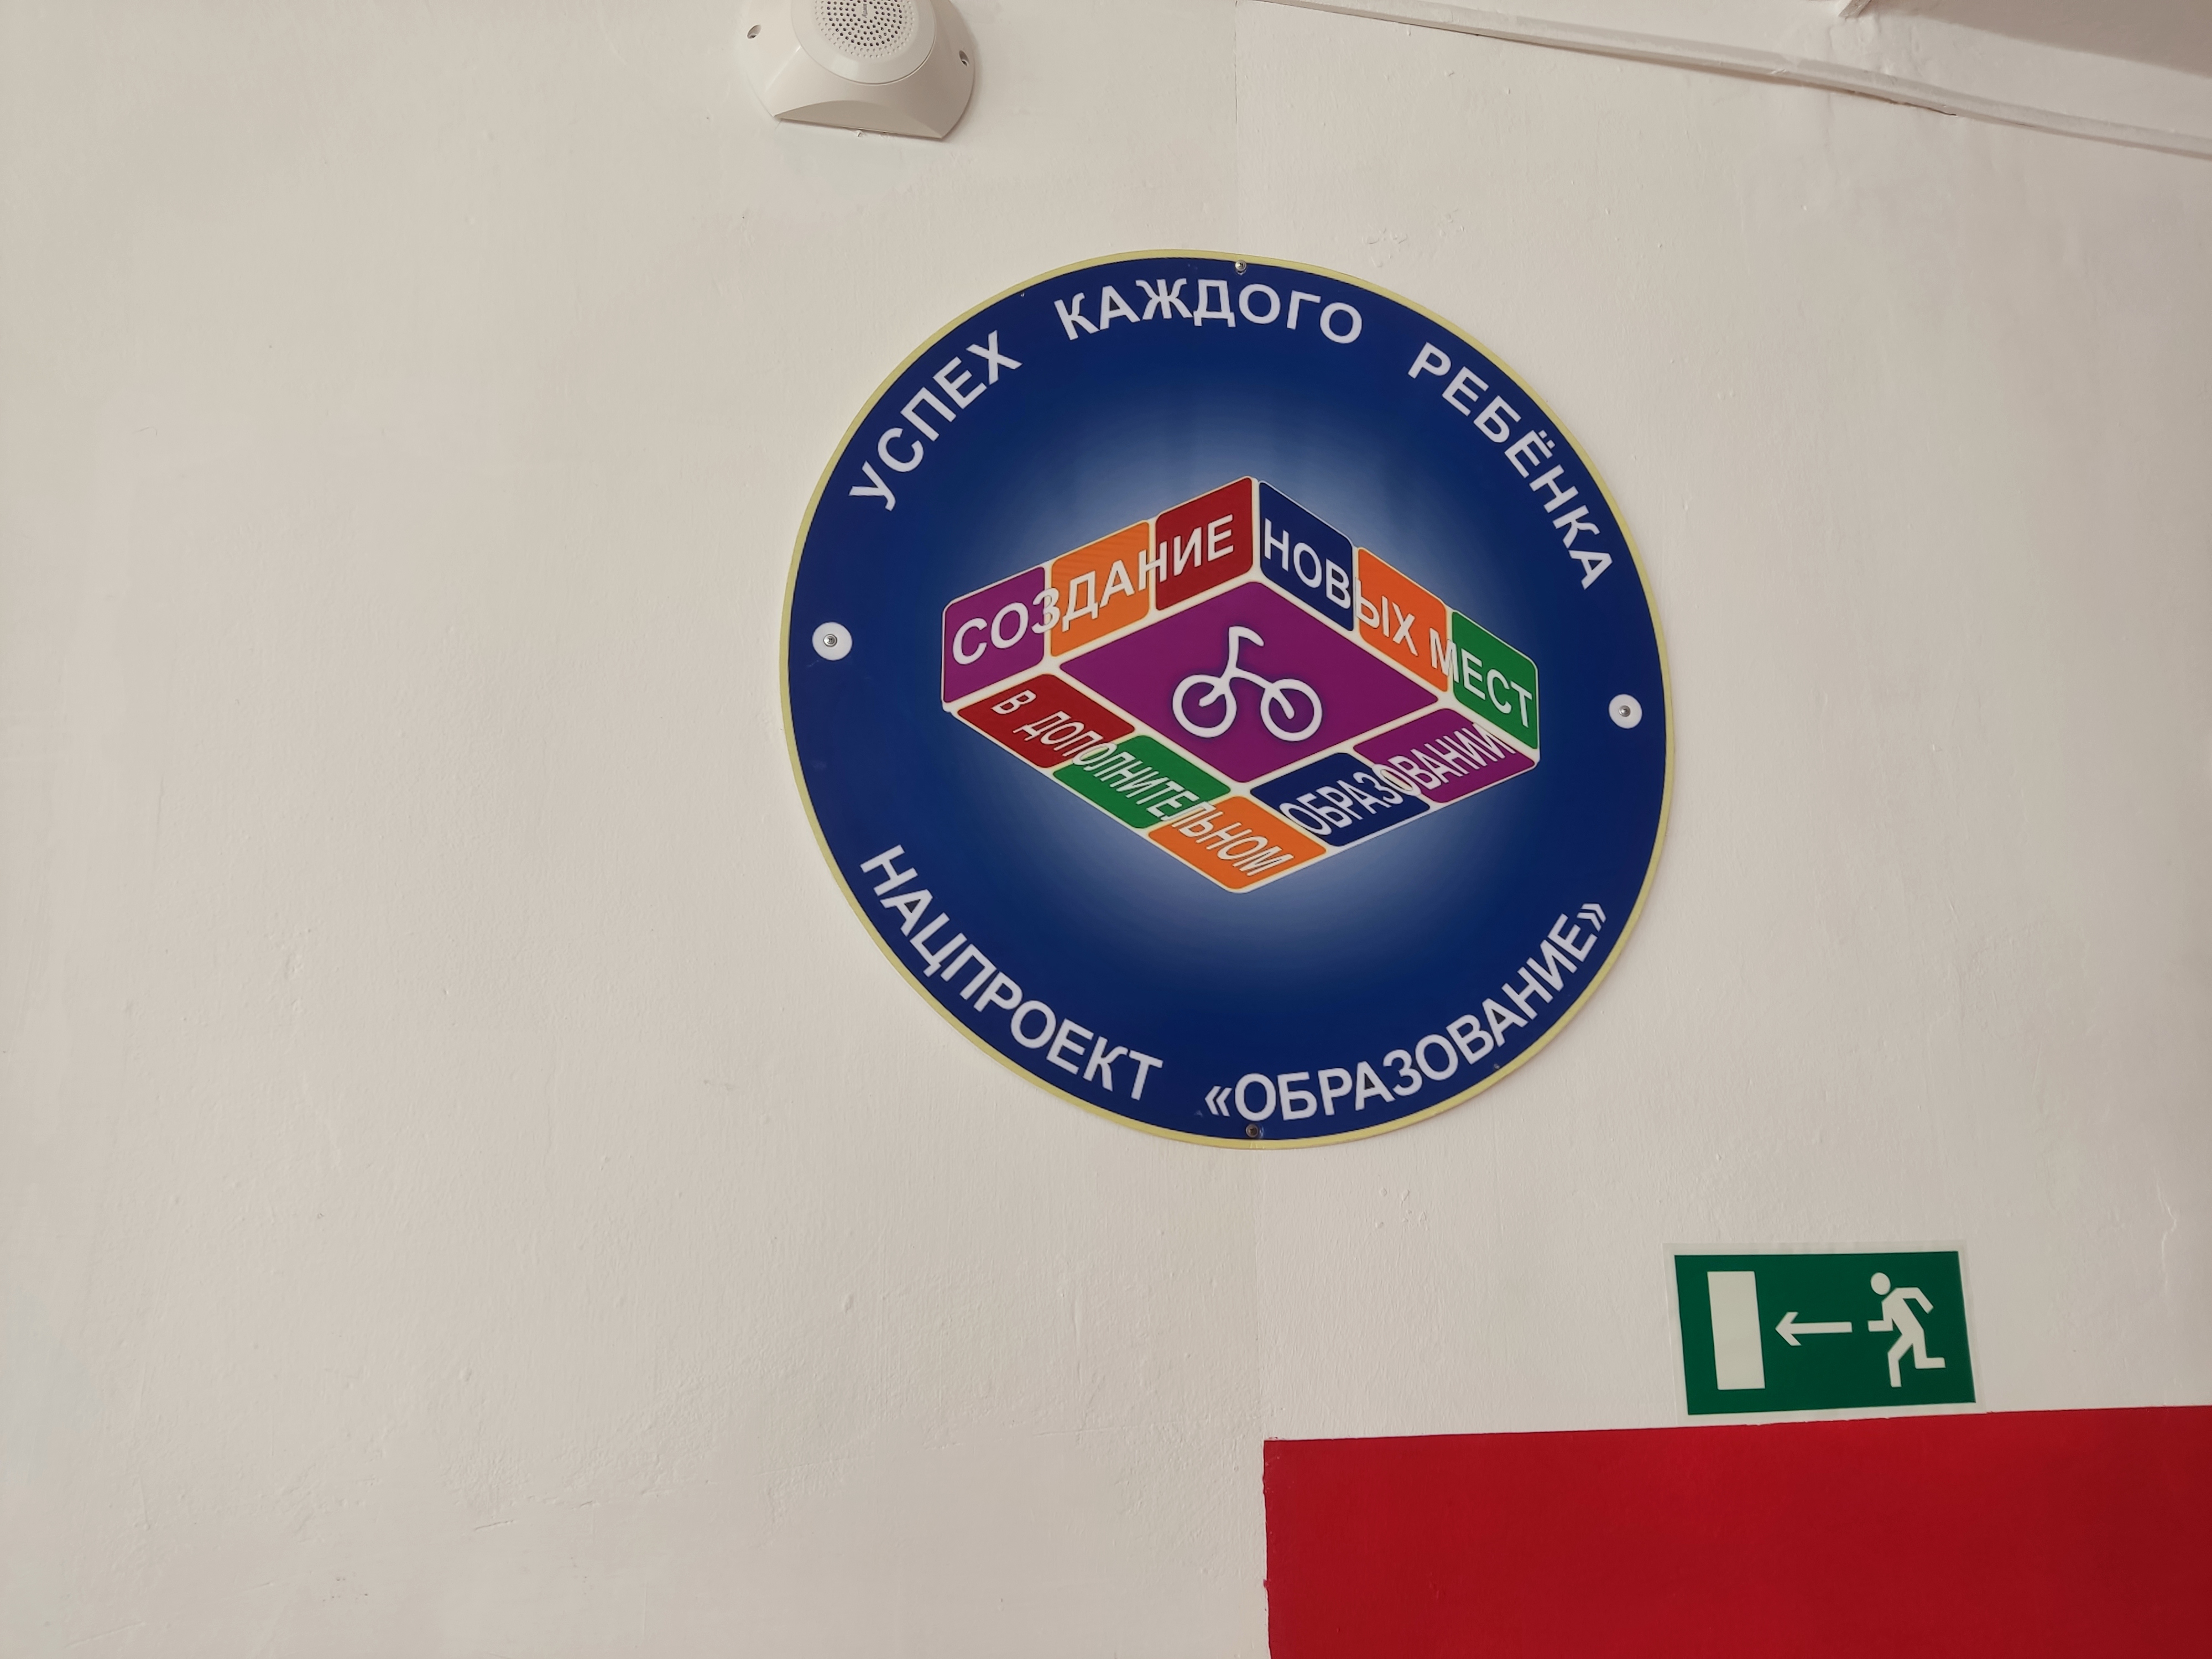 УСПЕХ КАЖДОГО РЕБЁНКА
СОЗДАНИЕ
НОВЫХ МЕСТ
В ДОПОЛНИТЕЛЬНОМ
ОБРАЗОВАНИИ
НАЦПРОЕКТ «ОБРАЗОВАНИЕ»